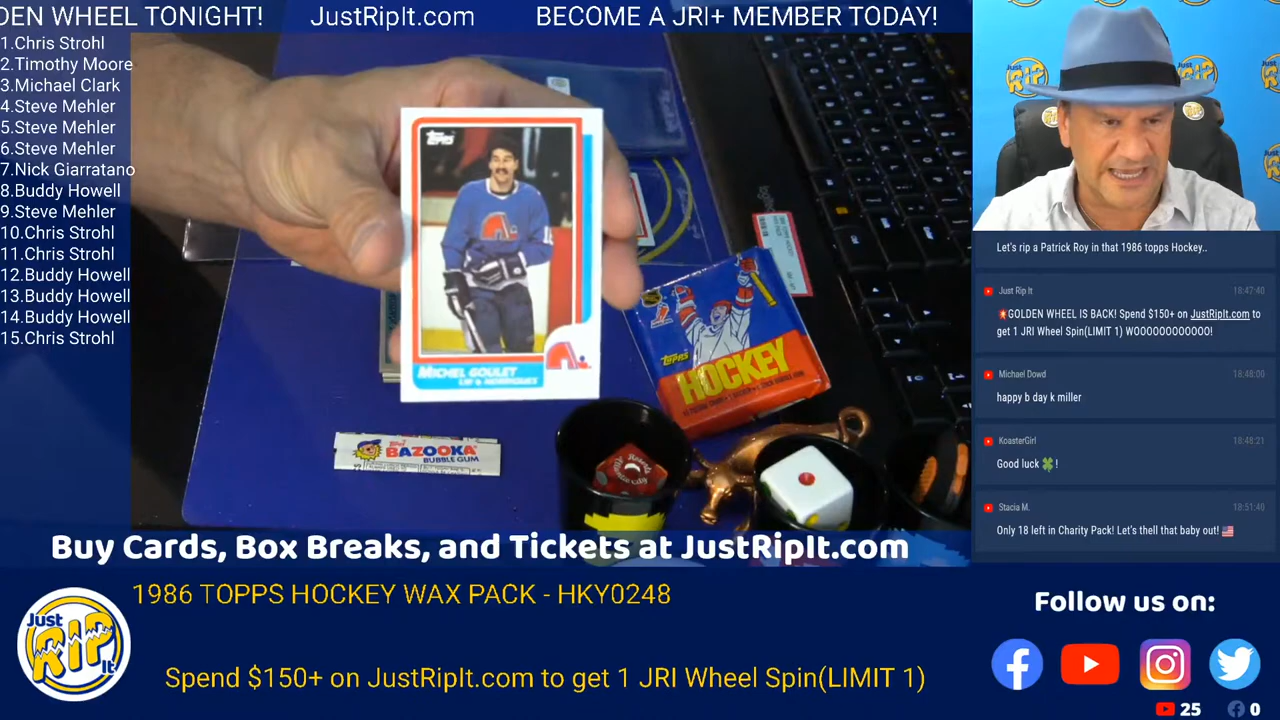 DEN WHEEL TONIGHT! JustRipIt.com BECOME A JRI+ MEMBER TODAY!
1.Chris Strohl
2.Timothy Moore
3.Michael Clark
4.Steve Mehler
5.Steve Mehler
6.Steve Mehler
7.Nick Giarratano
8.Buddy Howell
9.Steve Mehler
10.Chris Strohl
11.Chris Strohl
12.Buddy Howell
13.Buddy Howell
14.Buddy Howell
15.Chris Strohl
TOPPS
MICHEL GOULET
TOPPS
HOCKEY
BAZOOKA
BUBBLE GUM
Let's rip a Patrick Roy in that 1986 topps Hockey..
Just Rip It 18:47:40
💥GOLDEN WHEEL IS BACK! Spend $150+ on JustRipIt.com to
get 1 JRI Wheel Spin(LIMIT 1) WOOOOOOOOOOOO!
Michael Dowd 18:48:00
happy b day k miller
KoasterGirl 18:48:21
Good luck 🍀 !
Stacia M. 18:51:40
Only 18 left in Charity Pack! Let's thell that baby out! 🇺🇸
Buy Cards, Box Breaks, and Tickets at JustRipIt.com
Just
RIP
It
1986 TOPPS HOCKEY WAX PACK - HKY0248
Spend $150+ on JustRipIt.com to get 1 JRI Wheel Spin(LIMIT 1)
Follow us on:
25 0